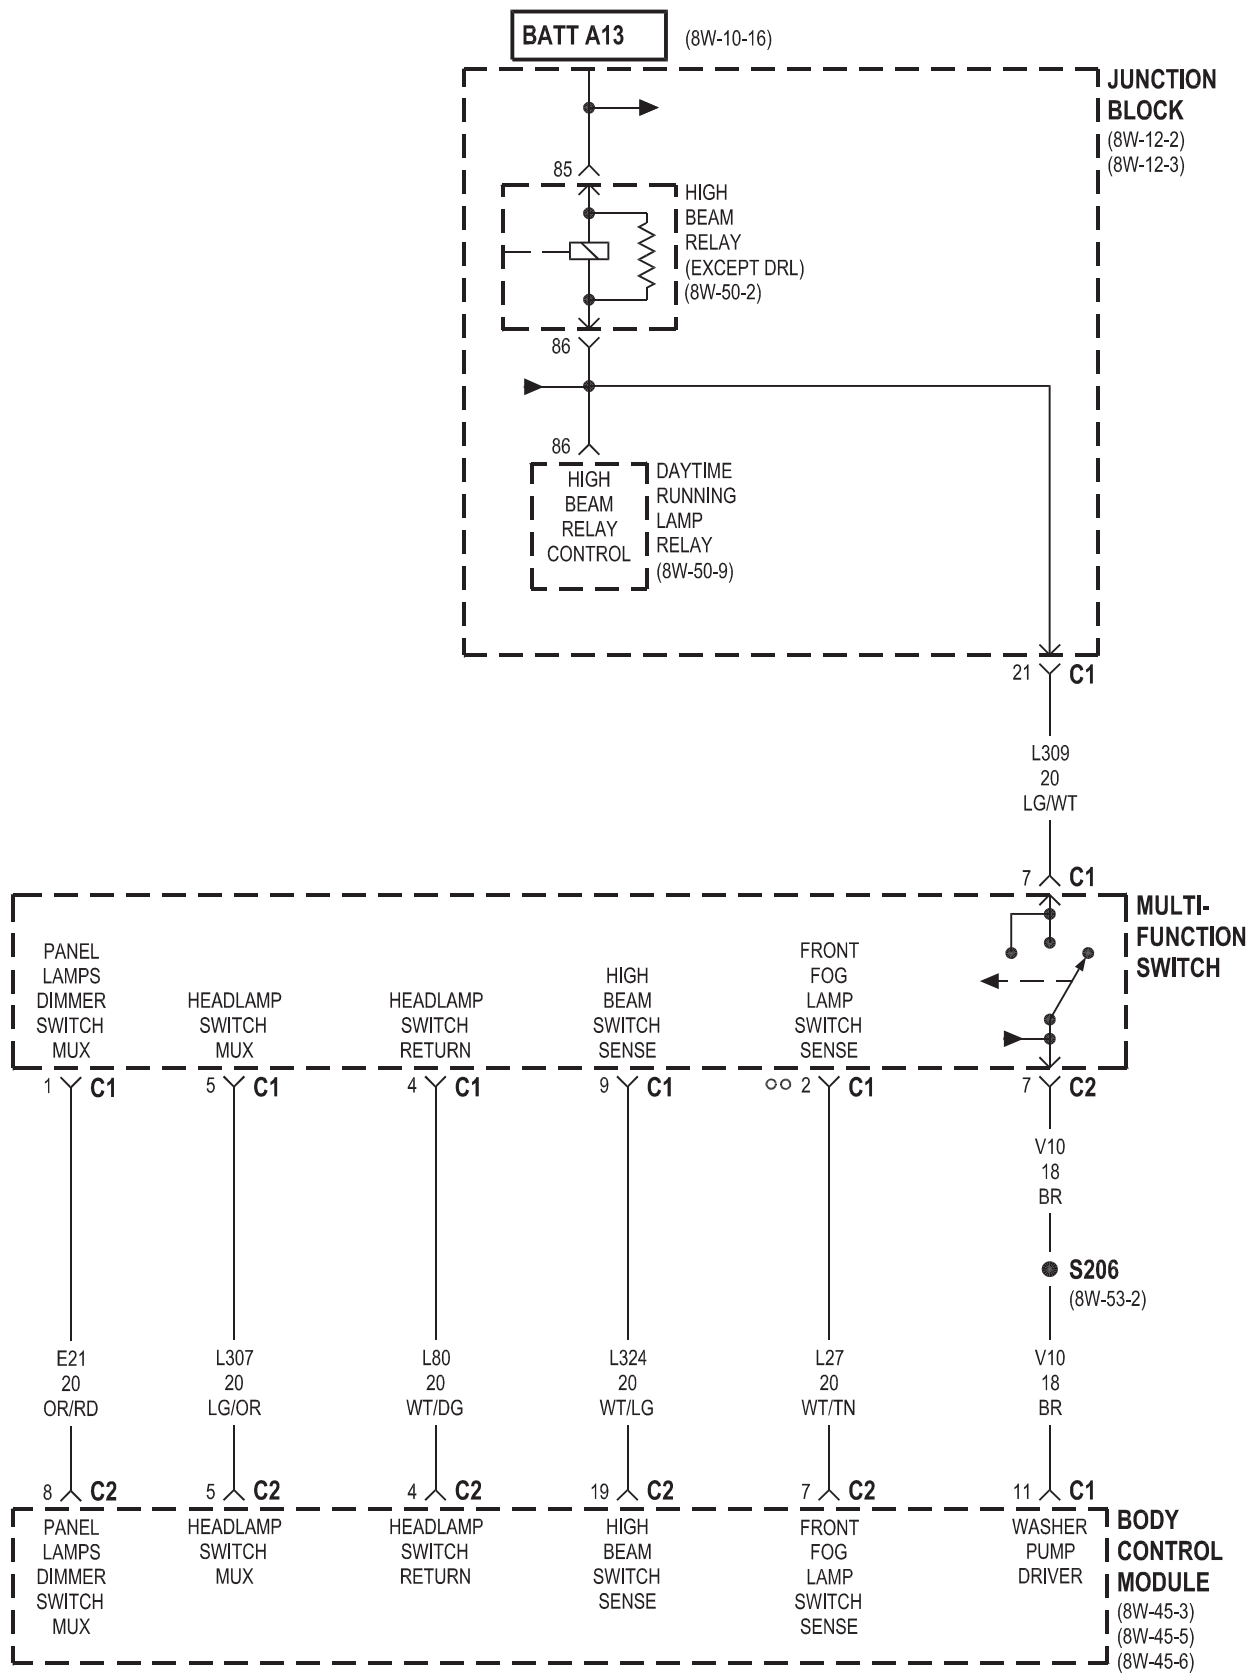 BATT A13
(8W-10-16)
JUNCTION
BLOCK
(8W-12-2)
(8W-12-3)
85
HIGH
BEAM
RELAY
(EXCEPT DRL)
(8W-50-2)
86
86
HIGH
BEAM
RELAY
CONTROL
DAYTIME
RUNNING
LAMP
RELAY
(8W-50-9)
21 C1
L309
20
LG/WT
7 C1
MULTI-
FUNCTION
SWITCH
PANEL
LAMPS
DIMMER
SWITCH
MUX
HEADLAMP
SWITCH
MUX
HEADLAMP
SWITCH
RETURN
HIGH
BEAM
SWITCH
SENSE
FRONT
FOG
LAMP
SWITCH
SENSE
1 C1
5 C1
4 C1
9 C1
2 C1
7 C2
V10
18
BR
S206
(8W-53-2)
E21
20
OR/RD
L307
20
LG/OR
L80
20
WT/DG
L324
20
WT/LG
L27
20
WT/TN
V10
18
BR
8 C2
5 C2
4 C2
19 C2
7 C2
11 C1
PANEL
LAMPS
DIMMER
SWITCH
MUX
HEADLAMP
SWITCH
MUX
HEADLAMP
SWITCH
RETURN
HIGH
BEAM
SWITCH
SENSE
FRONT
FOG
LAMP
SWITCH
SENSE
WASHER
PUMP
DRIVER
BODY
CONTROL
MODULE
(8W-45-3)
(8W-45-5)
(8W-45-6)